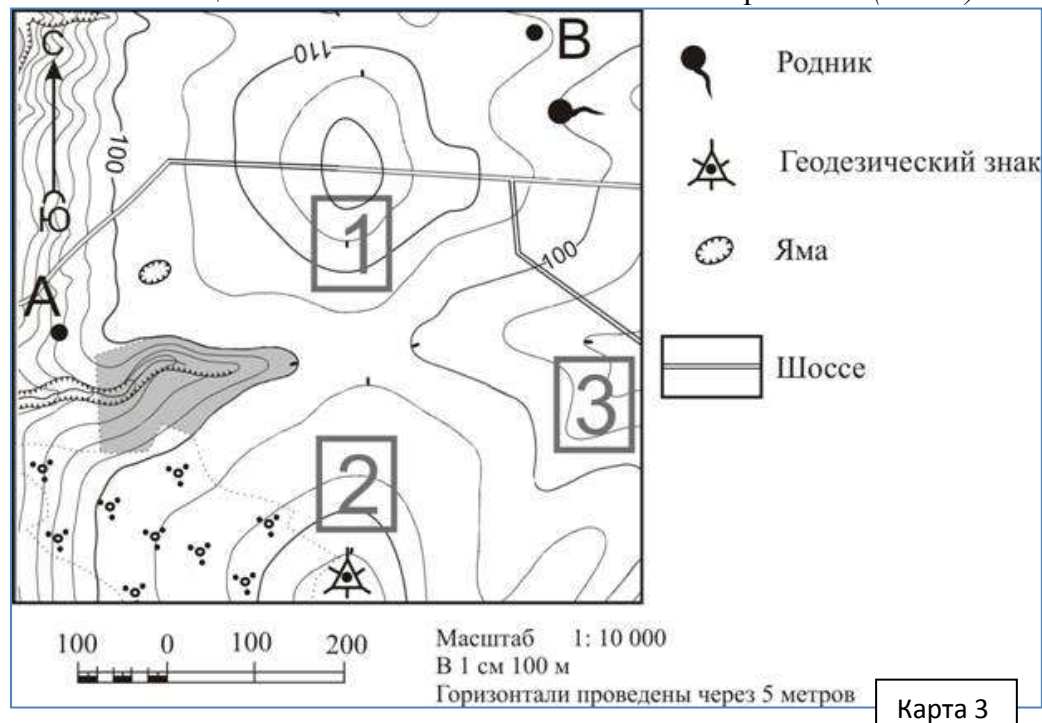 С
Ю
110
100
100
А
В
1
2
3
Родник
Геодезический знак
Яма
Шоссе
100 0 100 200
Масштаб 1: 10 000
В 1 см 100 м
Горизонтали проведены через 5 метров
Карта 3